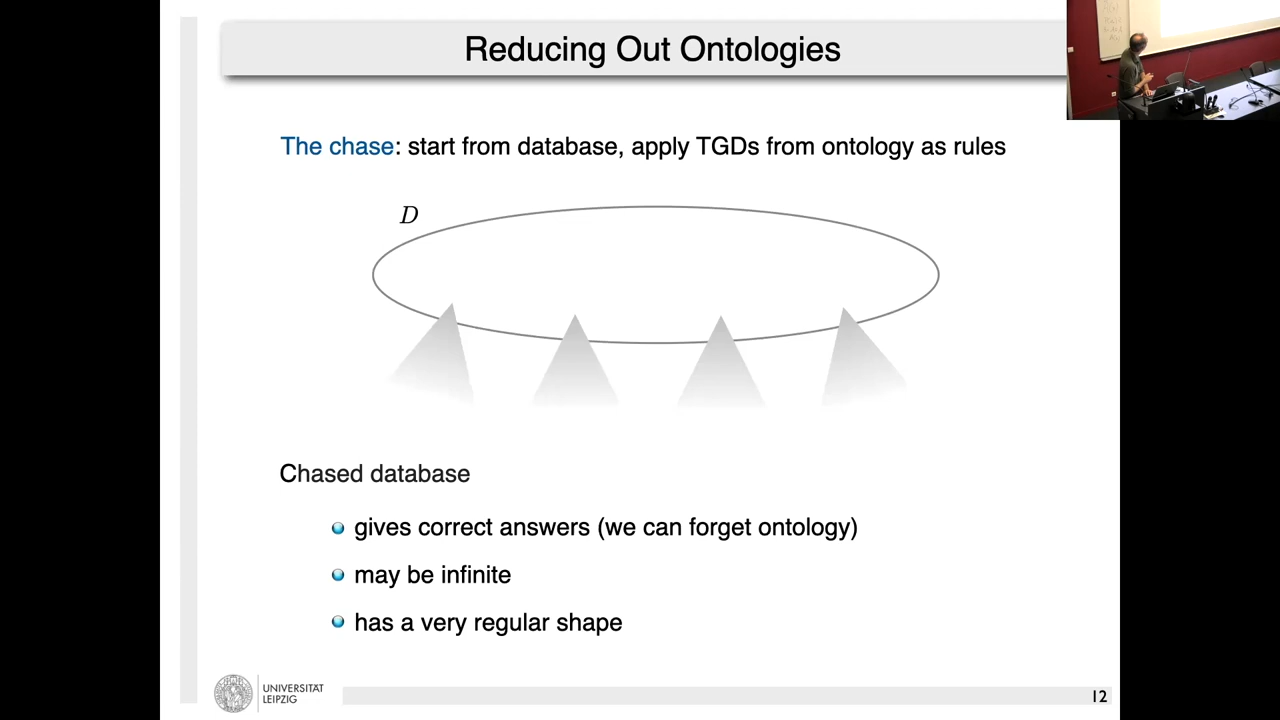 Reducing Out Ontologies
The chase: start from database, apply TGDs from ontology as rules
D
Chased database
gives correct answers (we can forget ontology)
may be infinite
has a very regular shape
UNIVERSITÄT
LEIPZIG
12